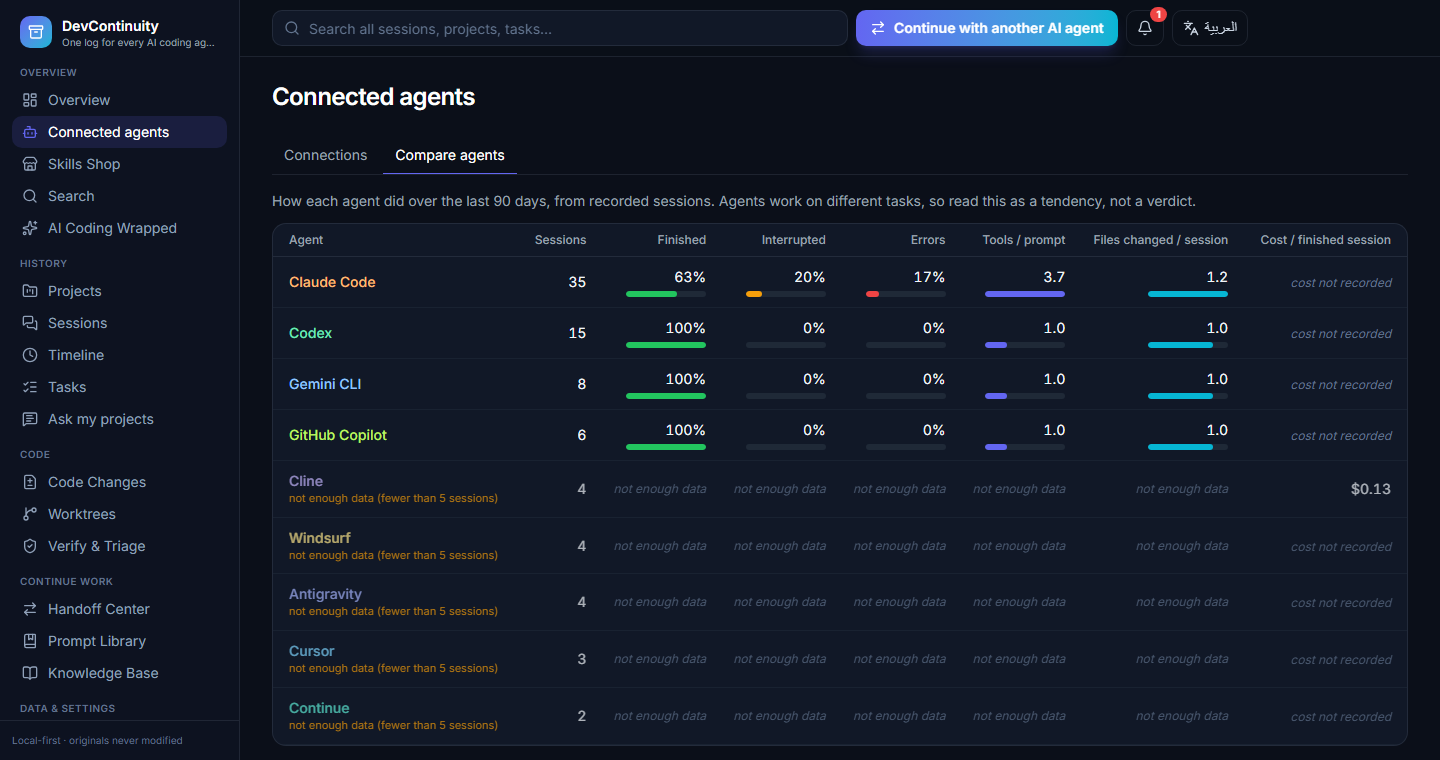 DevContinuity
One log for every AI coding ag...
OVERVIEW
Overview
Connected agents
Skills Shop
Search
AI Coding Wrapped
HISTORY
Projects
Sessions
Timeline
Tasks
Ask my projects
CODE
Code Changes
Worktrees
Verify & Triage
CONTINUE WORK
Handoff Center
Prompt Library
Knowledge Base
DATA & SETTINGS
Local-first · originals never modified
Search all sessions, projects, tasks...
Continue with another AI agent
1
العربية
Connected agents
Connections Compare agents
How each agent did over the last 90 days, from recorded sessions. Agents work on different tasks, so read this as a tendency, not a verdict.
Agent Sessions Finished Interrupted Errors Tools / prompt Files changed / session Cost / finished session
Claude Code 35 63% 20% 17% 3.7 1.2 cost not recorded
Codex 15 100% 0% 0% 1.0 1.0 cost not recorded
Gemini CLI 8 100% 0% 0% 1.0 1.0 cost not recorded
GitHub Copilot 6 100% 0% 0% 1.0 1.0 cost not recorded
Cline
not enough data (fewer than 5 sessions) 4 not enough data not enough data not enough data not enough data not enough data $0.13
Windsurf
not enough data (fewer than 5 sessions) 4 not enough data not enough data not enough data not enough data not enough data cost not recorded
Antigravity
not enough data (fewer than 5 sessions) 4 not enough data not enough data not enough data not enough data not enough data cost not recorded
Cursor
not enough data (fewer than 5 sessions) 3 not enough data not enough data not enough data not enough data not enough data cost not recorded
Continue
not enough data (fewer than 5 sessions) 2 not enough data not enough data not enough data not enough data not enough data cost not recorded